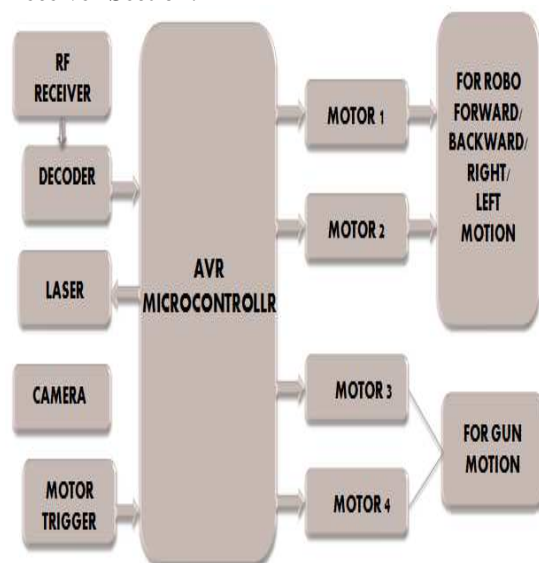 RF
RECEIVER
DECODER
LASER
CAMERA
MOTOR
TRIGGER
AVR
MICROCONTROLLR
MOTOR 1
MOTOR 2
MOTOR 3
MOTOR 4
FOR ROBO
FORWARD/
BACKWARD/
RIGHT/
LEFT
MOTION
FOR GUN
MOTION